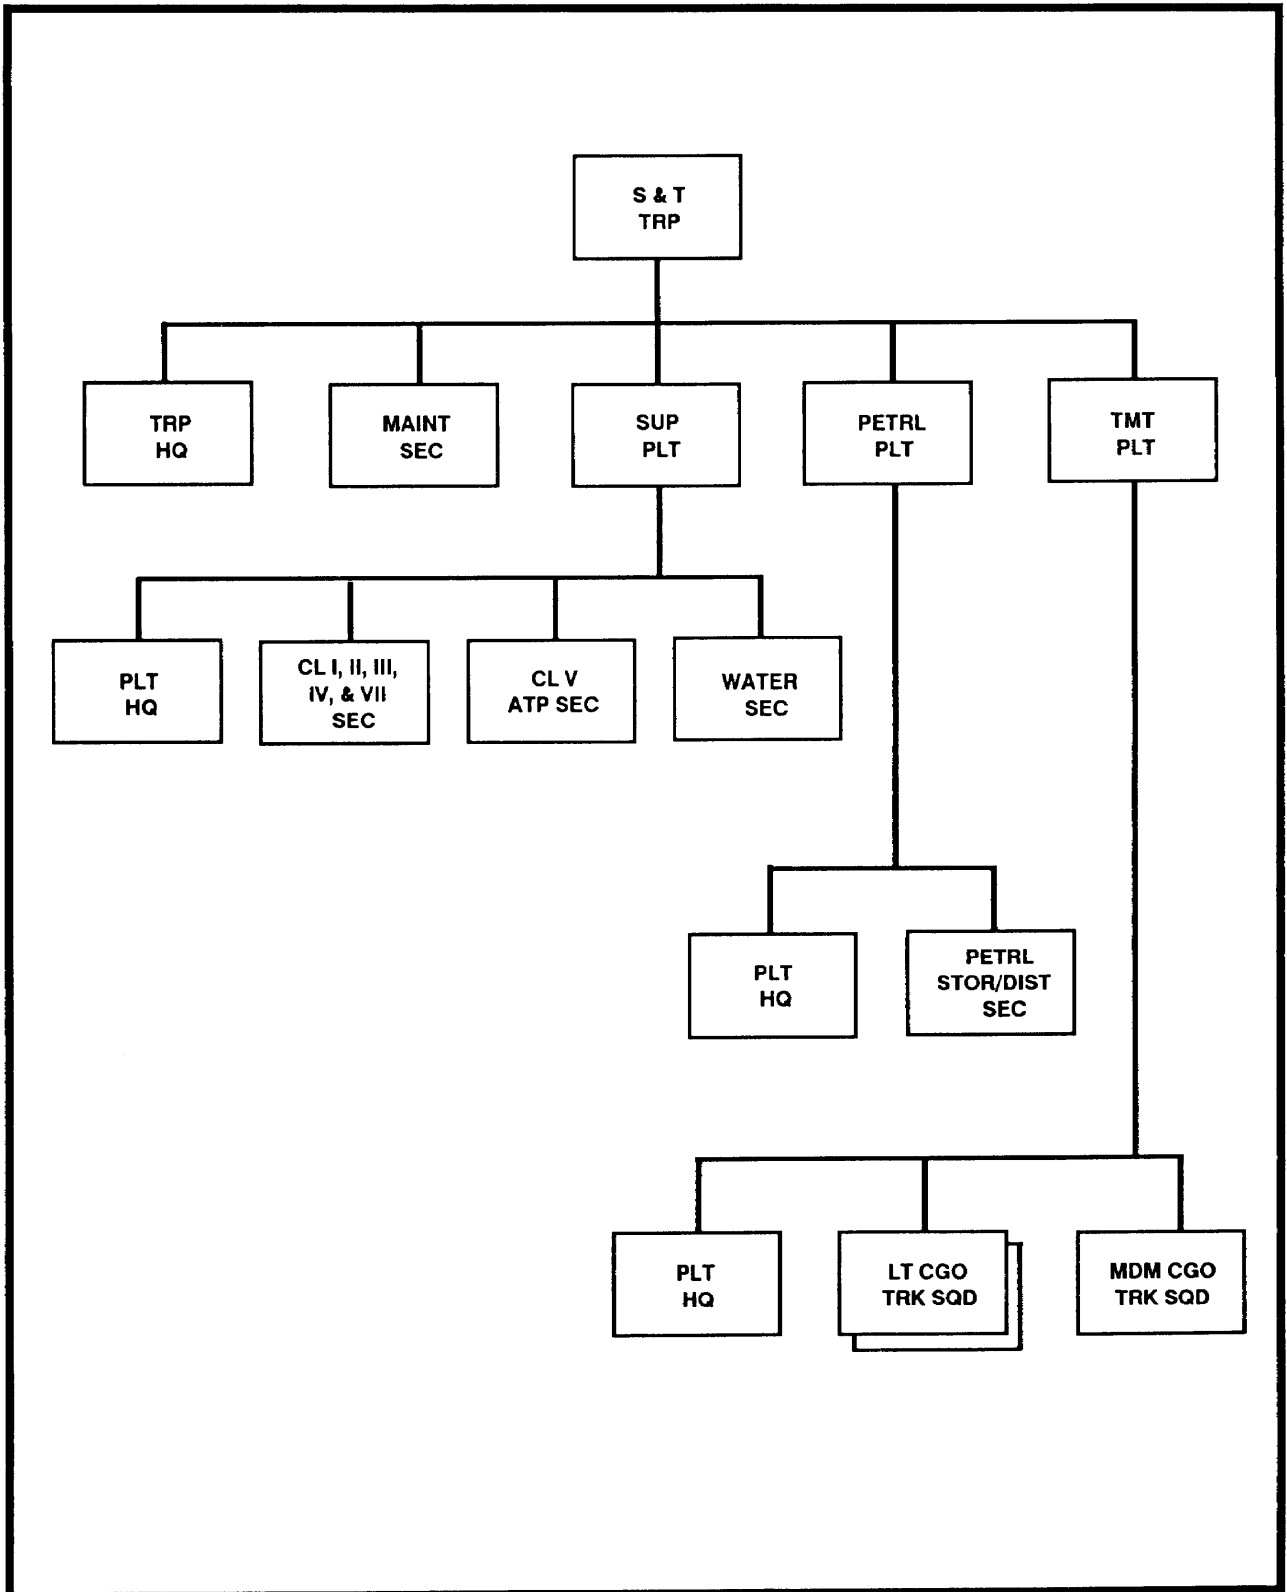 S & T
TRP
TRP
HQ
MAINT
SEC
SUP
PLT
PETRL
PLT
TMT
PLT
PLT
HQ
CL I, II, III,
IV, & VII
SEC
CL V
ATP SEC
WATER
SEC
PLT
HQ
PETRL
STOR/DIST
SEC
PLT
HQ
LT CGO
TRK SQD
MDM CGO
TRK SQD